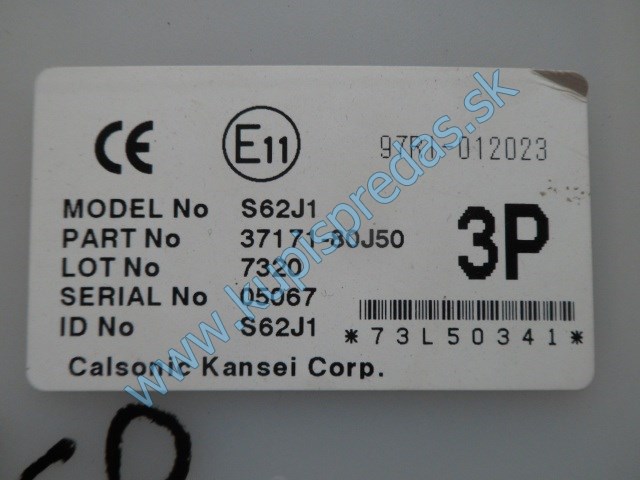 CE E11 97RA-012023
MODEL No S62J1
PART No 37171-80J50
LOT No 7320
SERIAL No 05067
ID No S62J1
3P
*73L50341*
Calsonic Kansei Corp.
www.kupispredas.sk